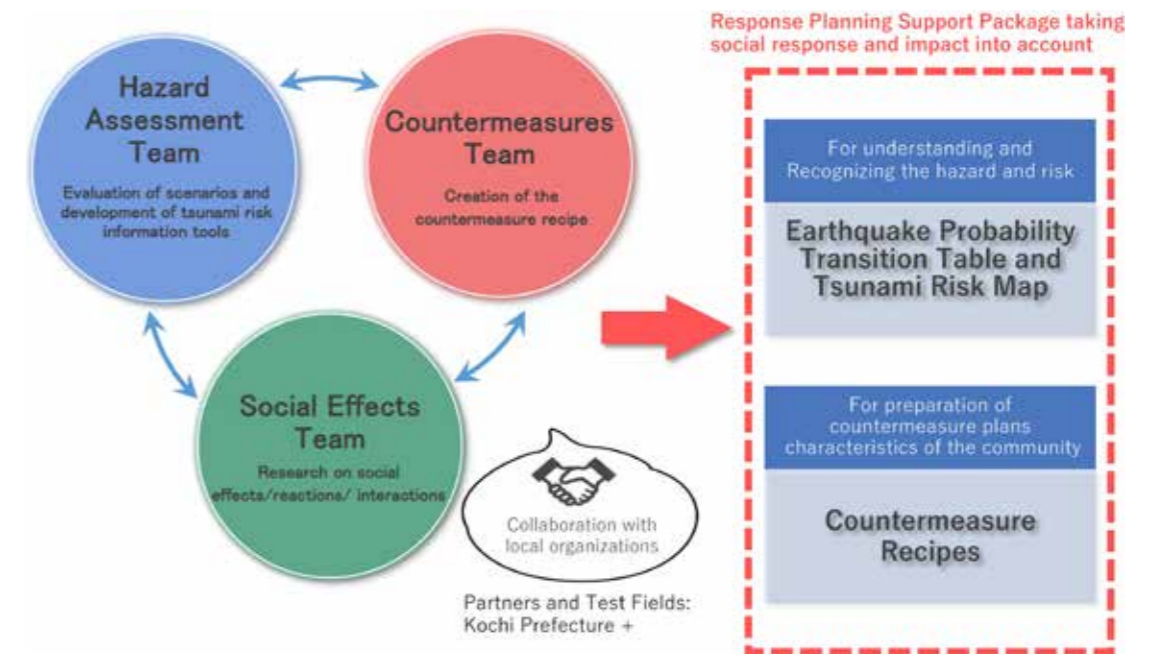 Hazard
Assessment
Team
Evaluation of scenarios and
development of tsunami risk
information tools
Countermeasures
Team
Creation of the
countermeasure recipe
Social Effects
Team
Research on social
effects/reactions/ interactions
Collaboration with
local organizations
Partners and Test Fields:
Kochi Prefecture +
Response Planning Support Package taking
social response and impact into account
For understanding and
Recognizing the hazard and risk
Earthquake Probability
Transition Table and
Tsunami Risk Map
For preparation of
countermeasure plans
characteristics of the community
Countermeasure
Recipes